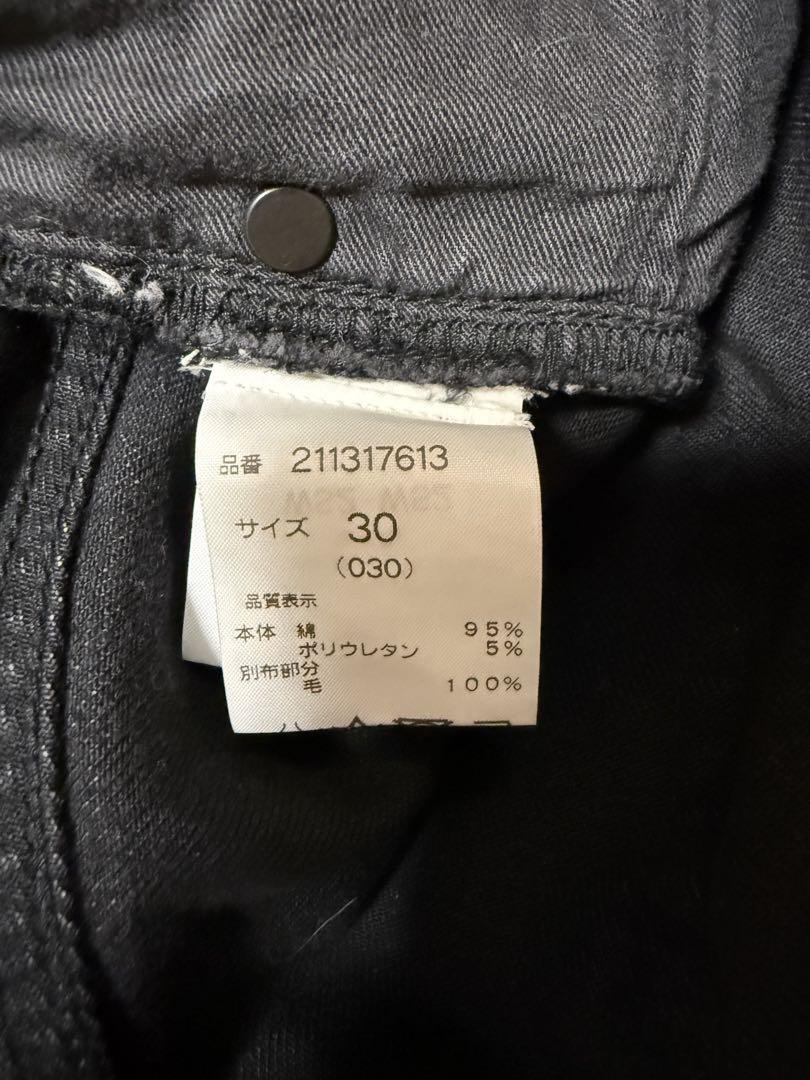 品番 211317613
サイズ 30
(030)
品質表示
本体 綿 95%
ポリウレタン 5%
別布部分
毛 100%